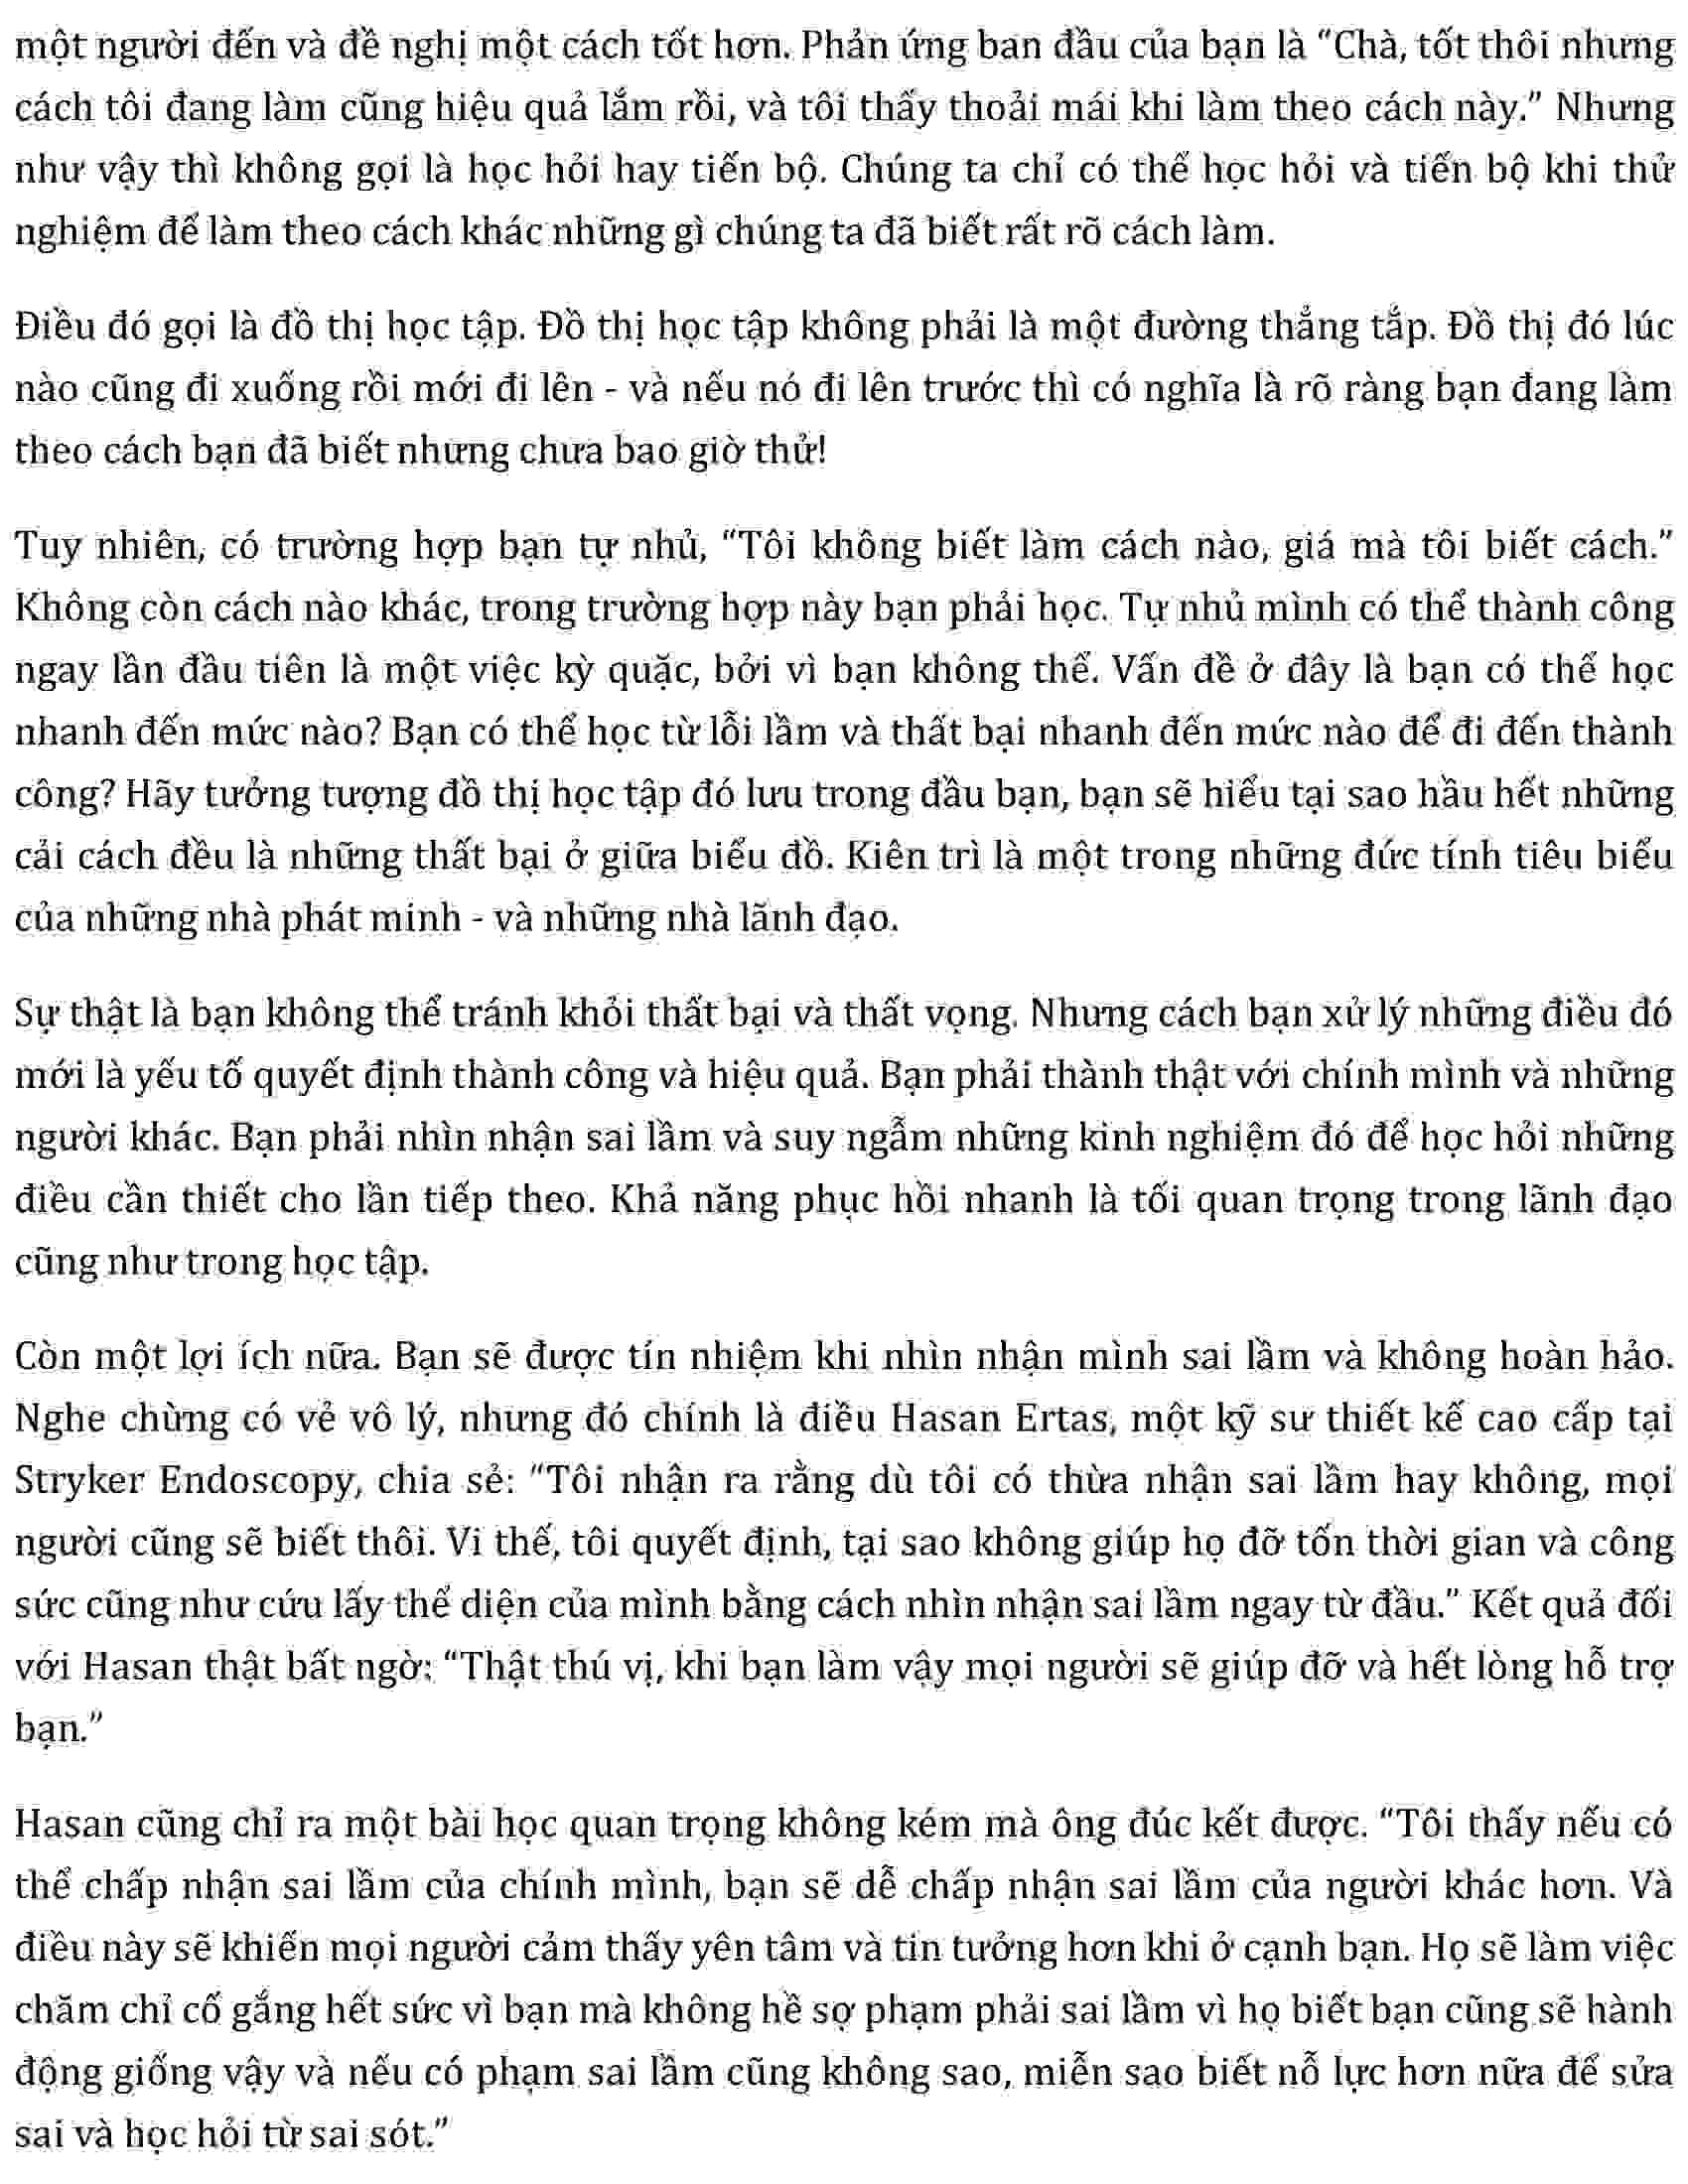 một người đến và đề nghị một cách tốt hơn. Phản ứng ban đầu của bạn là “Chà, tốt thôi nhưng
cách tôi đang làm cũng hiệu quả lắm rồi, và tôi thấy thoải mái khi làm theo cách này.” Nhưng
như vậy thì không gọi là học hỏi hay tiến bộ. Chúng ta chỉ có thể học hỏi và tiến bộ khi thử
nghiệm để làm theo cách khác những gì chúng ta đã biết rất rõ cách làm.
Điều đó gọi là đồ thị học tập. Đồ thị học tập không phải là một đường thẳng tắp. Đồ thị đó lúc
nào cũng đi xuống rồi mới đi lên - và nếu nó đi lên trước thì có nghĩa là rõ ràng bạn đang làm
theo cách bạn đã biết nhưng chưa bao giờ thử!
Tuy nhiên, có trường hợp bạn tự nhủ, “Tôi không biết làm cách nào, giá mà tôi biết cách.”
Không còn cách nào khác, trong trường hợp này bạn phải học. Tự nhủ mình có thể thành công
ngay lần đầu tiên là một việc kỳ quặc, bởi vì bạn không thể. Vấn đề ở đây là bạn có thể học
nhanh đến mức nào? Bạn có thể học từ lỗi lầm và thất bại nhanh đến mức nào để đi đến thành
công? Hãy tưởng tượng đồ thị học tập đó lưu trong đầu bạn, bạn sẽ hiểu tại sao hầu hết những
cải cách đều là những thất bại ở giữa biểu đồ. Kiên trì là một trong những đức tính tiêu biểu
của những nhà phát minh - và những nhà lãnh đạo.
Sự thật là bạn không thể tránh khỏi thất bại và thất vọng. Nhưng cách bạn xử lý những điều đó
mới là yếu tố quyết định thành công và hiệu quả. Bạn phải thành thật với chính mình và những
người khác. Bạn phải nhìn nhận sai lầm và suy ngẫm những kinh nghiệm đó để học hỏi những
điều cần thiết cho lần tiếp theo. Khả năng phục hồi nhanh là tối quan trọng trong lãnh đạo
cũng như trong học tập.
Còn một lợi ích nữa. Bạn sẽ được tín nhiệm khi nhìn nhận mình sai lầm và không hoàn hảo.
Nghe chừng có vẻ vô lý, nhưng đó chính là điều Hasan Ertas, một kỹ sư thiết kế cao cấp tại
Stryker Endoscopy, chia sẻ: “Tôi nhận ra rằng dù tôi có thừa nhận sai lầm hay không, mọi
người cũng sẽ biết thôi. Vi thế, tôi quyết định, tại sao không giúp họ đỡ tốn thời gian và công
sức cũng như cứu lấy thể diện của mình bằng cách nhìn nhận sai lầm ngay từ đầu.” Kết quả đối
với Hasan thật bất ngờ: “Thật thú vị, khi bạn làm vậy mọi người sẽ giúp đỡ và hết lòng hỗ trợ
bạn.”
Hasan cũng chỉ ra một bài học quan trọng không kém mà ông đúc kết được. “Tôi thấy nếu có
thể chấp nhận sai lầm của chính mình, bạn sẽ dễ chấp nhận sai lầm của người khác hơn. Và
điều này sẽ khiến mọi người cảm thấy yên tâm và tin tưởng hơn khi ở cạnh bạn. Họ sẽ làm việc
chăm chỉ cố gắng hết sức vì bạn mà không hề sợ phạm phải sai lầm vì họ biết bạn cũng sẽ hành
động giống vậy và nếu có phạm sai lầm cũng không sao, miễn sao biết nỗ lực hơn nữa để sửa
sai và học hỏi từ sai sót.”